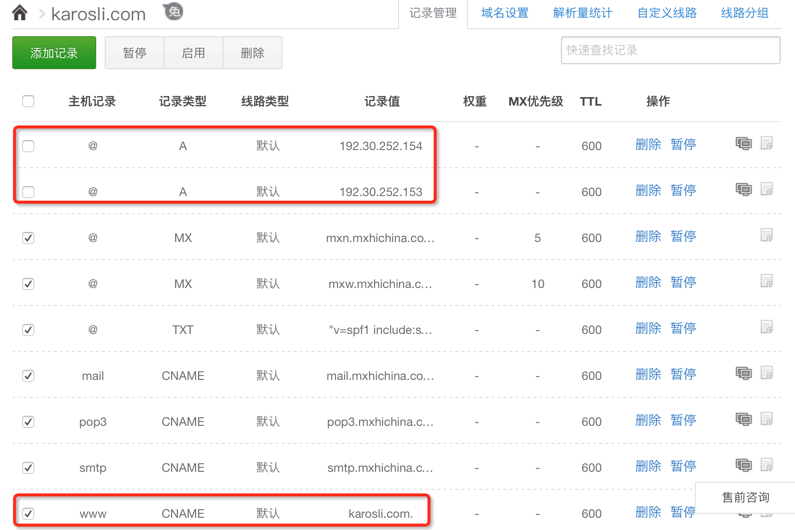 karosli.com 免 记录管理 域名设置 解析量统计 自定义线路 线路分组
添加记录 暂停 启用 删除 快速查找记录
主机记录 记录类型 线路类型 记录值 权重 MX优先级 TTL 操作
@ A 默认 192.30.252.154 - - 600 删除 暂停
@ A 默认 192.30.252.153 - - 600 删除 暂停
@ MX 默认 mxn.mxhichina.co... - 5 600 删除 暂停
@ MX 默认 mxw.mxhichina.c... - 10 600 删除 暂停
@ TXT 默认 "v=spf1 include:s... - - 600 删除 暂停
mail CNAME 默认 mail.mxhichina.co... - - 600 删除 暂停
pop3 CNAME 默认 pop3.mxhichina.c... - - 600 删除 暂停
smtp CNAME 默认 smtp.mxhichina.c... - - 600 删除 暂停
www CNAME 默认 karosli.com. - - 600 删除 暂停
售前咨询